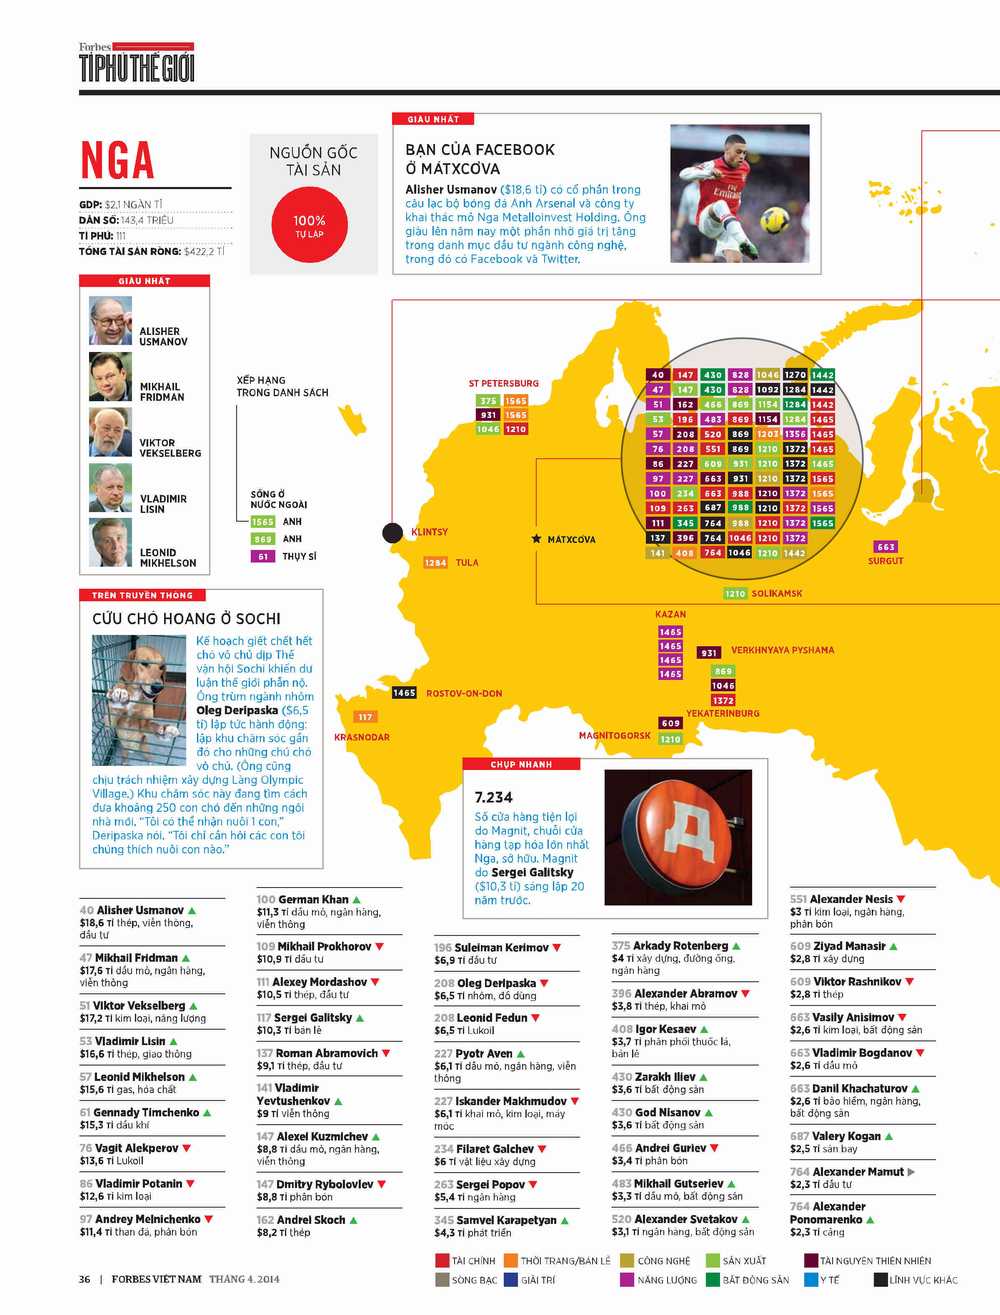 Forbes
TỈ PHÚ THẾ GIỚI
NGA
GDP: $2,1 NGÀN TỈ
DÂN SỐ: 143,4 TRIỆU
TỈ PHÚ: 111
TỔNG TÀI SẢN RÒNG: $422,2 TỈ
NGUỒN GỐC
TÀI SẢN
100%
TỰ LẬP
GIÀU NHẤT
BẠN CỦA FACEBOOK
Ở MÁTXCƠVA
Alisher Usmanov ($18,6 tỉ) có cổ phần trong
câu lạc bộ bóng đá Anh Arsenal và công ty
khai thác mỏ Nga Metalloinvest Holding. Ông
giàu lên năm nay một phần nhờ giá trị tăng
trong danh mục đầu tư ngành công nghệ,
trong đó có Facebook và Twitter.
GIÀU NHẤT
ALISHER
USMANOV
MIKHAIL
FRIDMAN
VIKTOR
VEKSELBERG
VLADIMIR
LISIN
LEONID
MIKHELSON
XẾP HẠNG
TRONG DANH SÁCH
SỐNG Ở
NƯỚC NGOÀI
1565 ANH
869 ANH
61 THỤY SĨ
ST PETERSBURG
375 1565
931 1565
1046 1210
40 147 430 828 1046 1270 1442
47 147 430 828 1092 1284 1442
51 162 466 869 1154 1284 1442
53 196 483 869 1154 1284 1465
57 208 520 869 1203 1356 1465
76 208 551 869 1210 1372 1465
86 227 609 931 1210 1372 1465
97 227 663 931 1210 1372 1565
100 234 663 988 1210 1372 1565
109 263 687 988 1210 1372 1565
111 345 764 988 1210 1372 1565
137 396 764 1046 1210 1372
141 408 764 1046 1210 1442
KLINTSY
MÁTXCƠVA
1284 TULA
663
SURGUT
1210 SOLIKAMSK
KAZAN
1465
1465
1465
1465
931 VERKHNYAYA PYSHAMA
869
1046
1372
YEKATERINBURG
1465 ROSTOV-ON-DON
117
KRASNODAR
609
MAGNITOGORSK 1210
TRÊN TRUYỀN THÔNG
CỨU CHÓ HOANG Ở SOCHI
Kế hoạch giết chết hết
chó vô chủ dịp Thế
vận hội Sochi khiến dư
luận thế giới phẫn nộ.
Ông trùm ngành nhôm
Oleg Deripaska ($6,5
tỉ) lập tức hành động:
lập khu chăm sóc gần
đó cho những chú chó
vô chủ. (Ông cũng
chịu trách nhiệm xây dựng Làng Olympic
Village.) Khu chăm sóc này đang tìm cách
đưa khoảng 250 con chó đến những ngôi
nhà mới. "Tôi có thể nhận nuôi 1 con,"
Deripaska nói. "Tôi chỉ cần hỏi các con tôi
chúng thích nuôi con nào."
CHỤP NHANH
7.234
Số cửa hàng tiện lợi
do Magnit, chuỗi cửa
hàng tạp hóa lớn nhất
Nga, sở hữu. Magnit
do Sergei Galitsky
($10,3 tỉ) sáng lập 20
năm trước.
Д
40 Alisher Usmanov ▲
$18,6 Tỉ thép, viễn thông,
đầu tư
47 Mikhail Fridman ▲
$17,6 Tỉ dầu mỏ, ngân hàng,
viễn thông
51 Viktor Vekselberg ▲
$17,2 Tỉ kim loại, năng lượng
53 Vladimir Lisin ▲
$16,6 Tỉ thép, giao thông
57 Leonid Mikhelson ▲
$15,6 Tỉ gas, hóa chất
61 Gennady Timchenko ▲
$15,3 Tỉ dầu khí
76 Vagit Alekperov ▼
$13,6 Tỉ Lukoil
86 Vladimir Potanin ▼
$12,6 Tỉ kim loại
97 Andrey Melnichenko ▼
$11,4 Tỉ than đá, phân bón
100 German Khan ▲
$11,3 Tỉ dầu mỏ, ngân hàng,
viễn thông
109 Mikhail Prokhorov ▼
$10,9 Tỉ đầu tư
111 Alexey Mordashov ▼
$10,5 Tỉ thép, đầu tư
117 Sergei Galitsky ▲
$10,3 Tỉ bán lẻ
137 Roman Abramovich ▼
$9,1 Tỉ thép, đầu tư
141 Vladimir
Yevtushenkov ▲
$9 Tỉ viễn thông
147 Alexei Kuzmichev ▲
$8,8 Tỉ dầu mỏ, ngân hàng,
viễn thông
147 Dmitry Rybolovlev ▼
$8,8 Tỉ phân bón
162 Andrei Skoch ▲
$8,2 Tỉ thép
196 Suleiman Kerimov ▼
$6,9 Tỉ đầu tư
208 Oleg Deripaska ▼
$6,5 Tỉ nhôm, đồ dùng
208 Leonid Fedun ▼
$6,5 Tỉ Lukoil
227 Pyotr Aven ▲
$6,1 Tỉ dầu mỏ, ngân hàng, viễn
thông
227 Iskander Makhmudov ▼
$6,1 Tỉ khai mỏ, kim loại, máy
móc
234 Filaret Galchev ▼
$6 Tỉ vật liệu xây dựng
263 Sergei Popov ▼
$5,4 Tỉ ngân hàng
345 Samvel Karapetyan ▲
$4,3 Tỉ phát triển
375 Arkady Rotenberg ▲
$4 Tỉ xây dựng, đường ống,
ngân hàng
396 Alexander Abramov ▼
$3,8 Tỉ thép, khai mỏ
408 Igor Kesaev ▲
$3,7 Tỉ phân phối thuốc lá,
bán lẻ
430 Zarakh Iliev ▲
$3,6 Tỉ bất động sản
430 God Nisanov ▲
$3,6 Tỉ bất động sản
466 Andrei Guriev ▼
$3,4 Tỉ phân bón
483 Mikhail Gutseriev ▲
$3,3 Tỉ dầu mỏ, bất động sản
520 Alexander Svetakov ▲
$3,1 Tỉ ngân hàng, bất động sản
551 Alexander Nesis ▼
$3 Tỉ kim loại, ngân hàng,
phân bón
609 Ziyad Manasir ▲
$2,8 Tỉ xây dựng
609 Viktor Rashnikov ▼
$2,8 Tỉ thép
663 Vasily Anisimov ▼
$2,6 Tỉ kim loại, bất động sản
663 Vladimir Bogdanov ▼
$2,6 Tỉ dầu mỏ
663 Danil Khachaturov ▲
$2,6 Tỉ bảo hiểm, ngân hàng,
bất động sản
687 Valery Kogan ▲
$2,5 Tỉ sân bay
764 Alexander Mamut ▶
$2,3 Tỉ đầu tư
764 Alexander
Ponomarenko ▲
$2,3 Tỉ cảng
TÀI CHÍNH THỜI TRANG/BÁN LẺ CÔNG NGHỆ SẢN XUẤT TÀI NGUYÊN THIÊN NHIÊN
SÒNG BẠC GIẢI TRÍ NĂNG LƯỢNG BẤT ĐỘNG SẢN Y TẾ LĨNH VỰC KHÁC
36 | FORBES VIỆT NAM THÁNG 4.2014